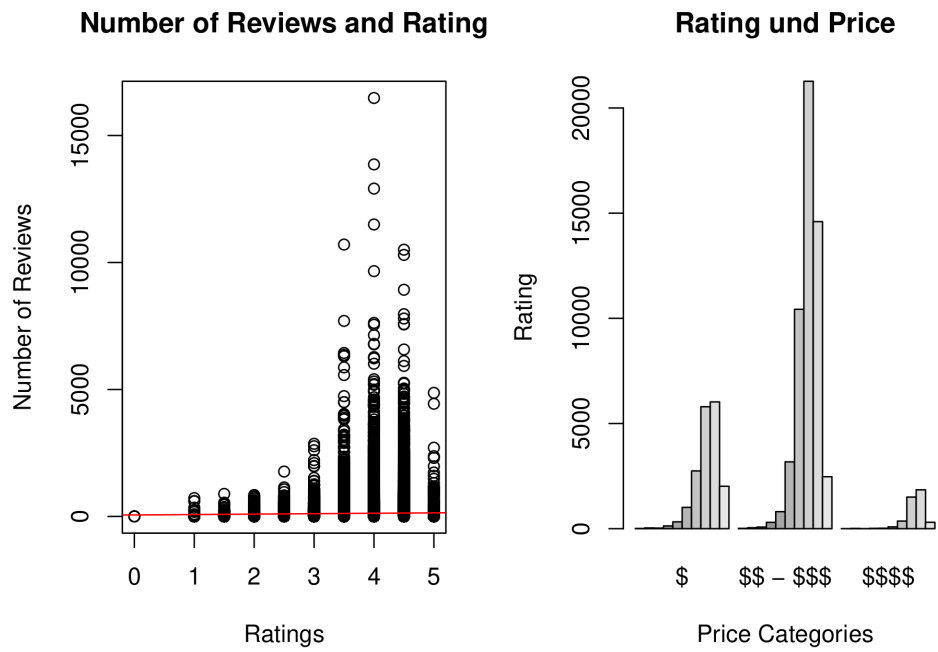 Number of Reviews and Rating
Number of Reviews
15000
10000
5000
0
0 1 2 3 4 5
Ratings
Rating und Price
Rating
20000
15000
10000
5000
0
$ $$ − $$$ $$$$
Price Categories